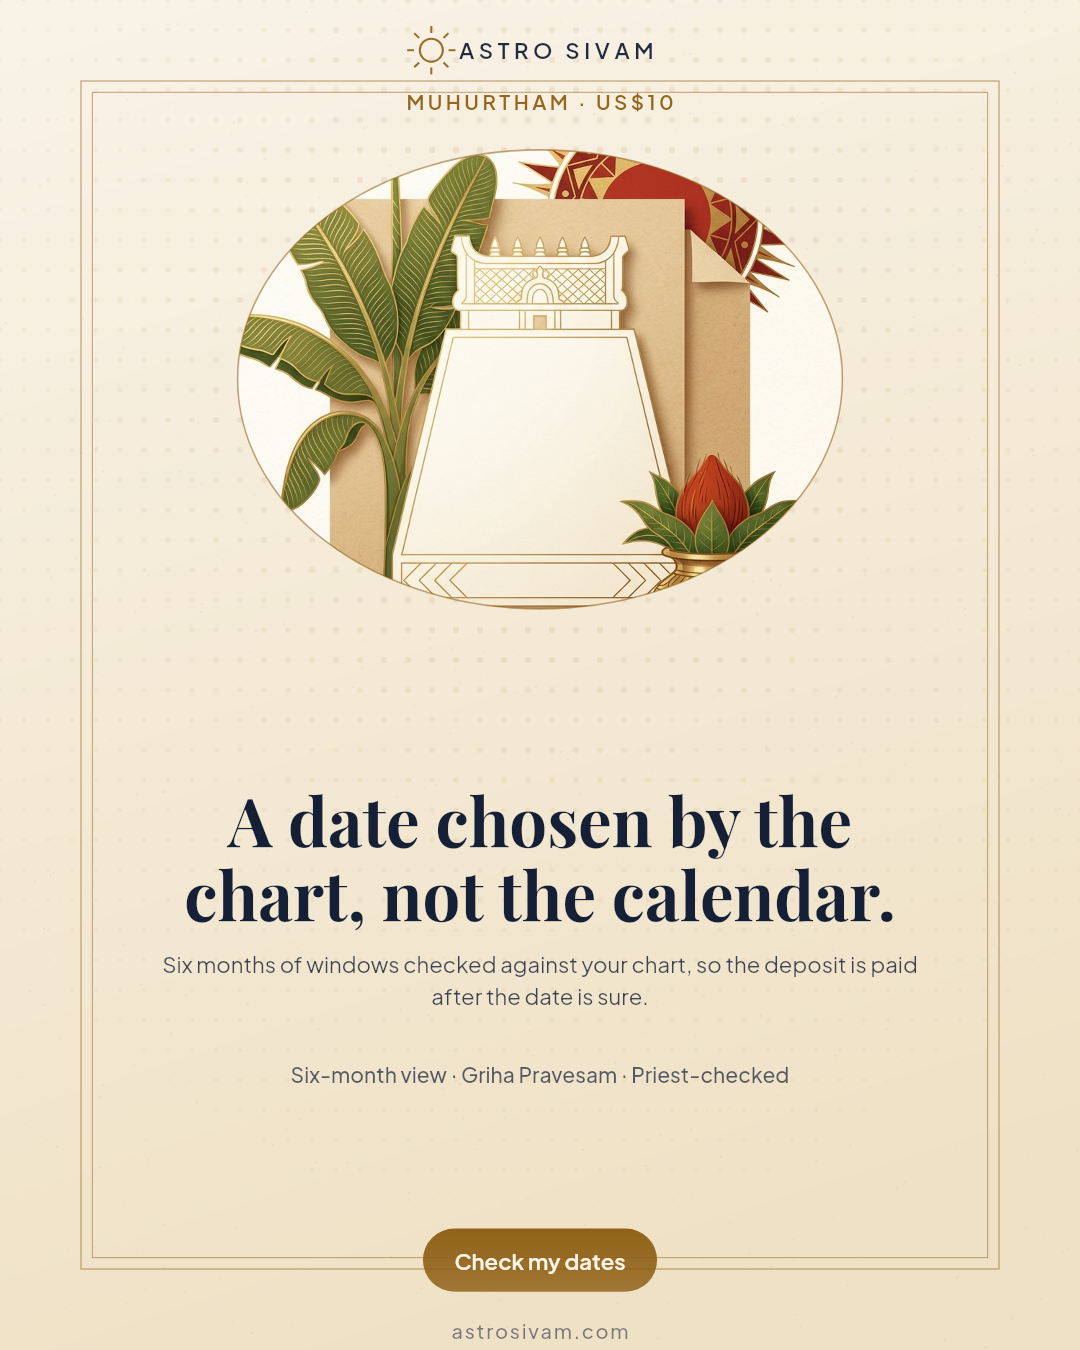 ASTRO SIVAM
MUHURTHAM · US$10
A date chosen by the
chart, not the calendar.
Six months of windows checked against your chart, so the deposit is paid
after the date is sure.
Six-month view · Griha Pravesam · Priest-checked
Check my dates
astrosivam.com